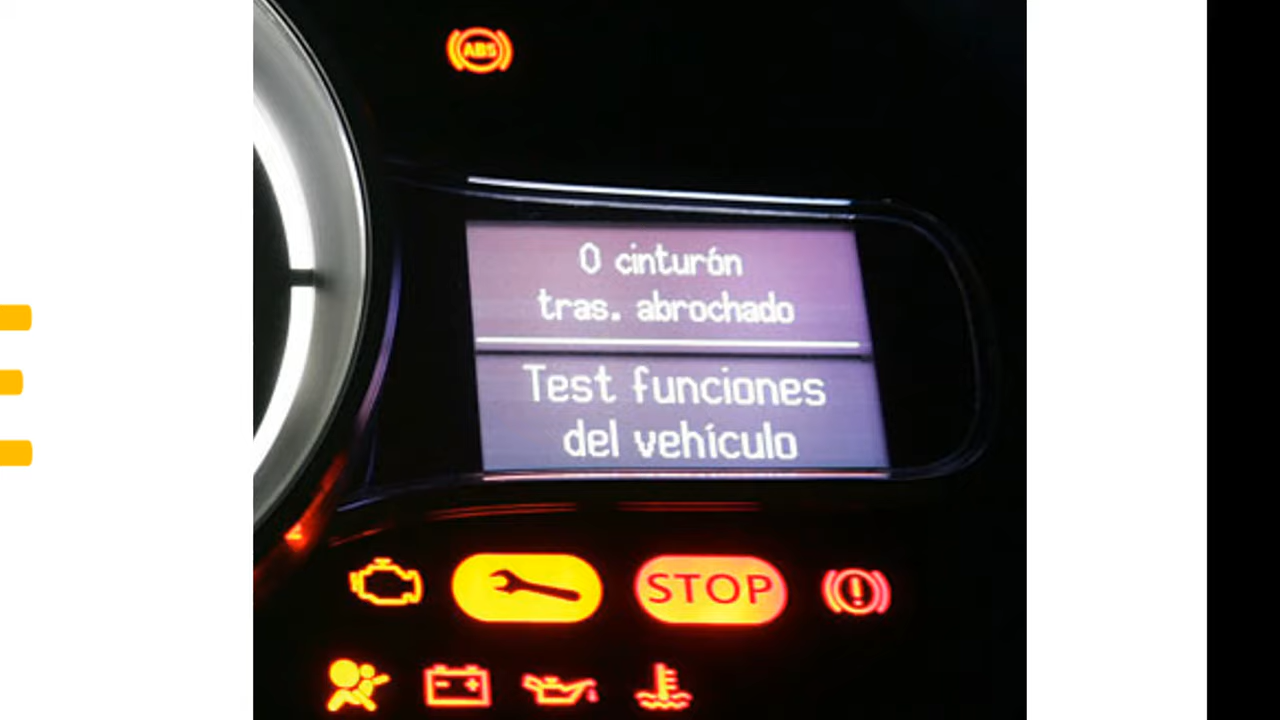 ABS
0 cinturón
tras. abrochado
Test funciones
del vehículo
STOP